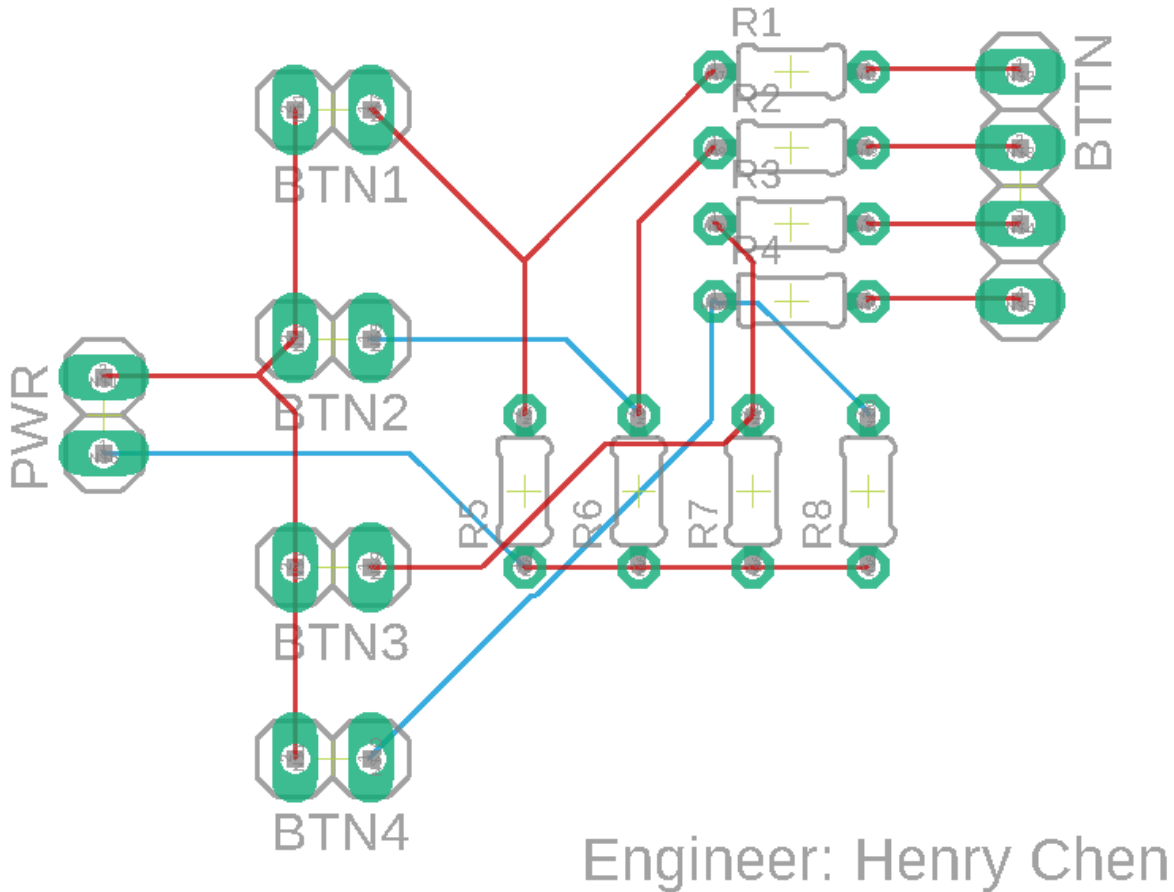 R1
BTTN
R2
BTN1
R3
R4
PWR
BTN2
R5
R6
R7
R8
BTN3
BTN4
Engineer: Henry Chen